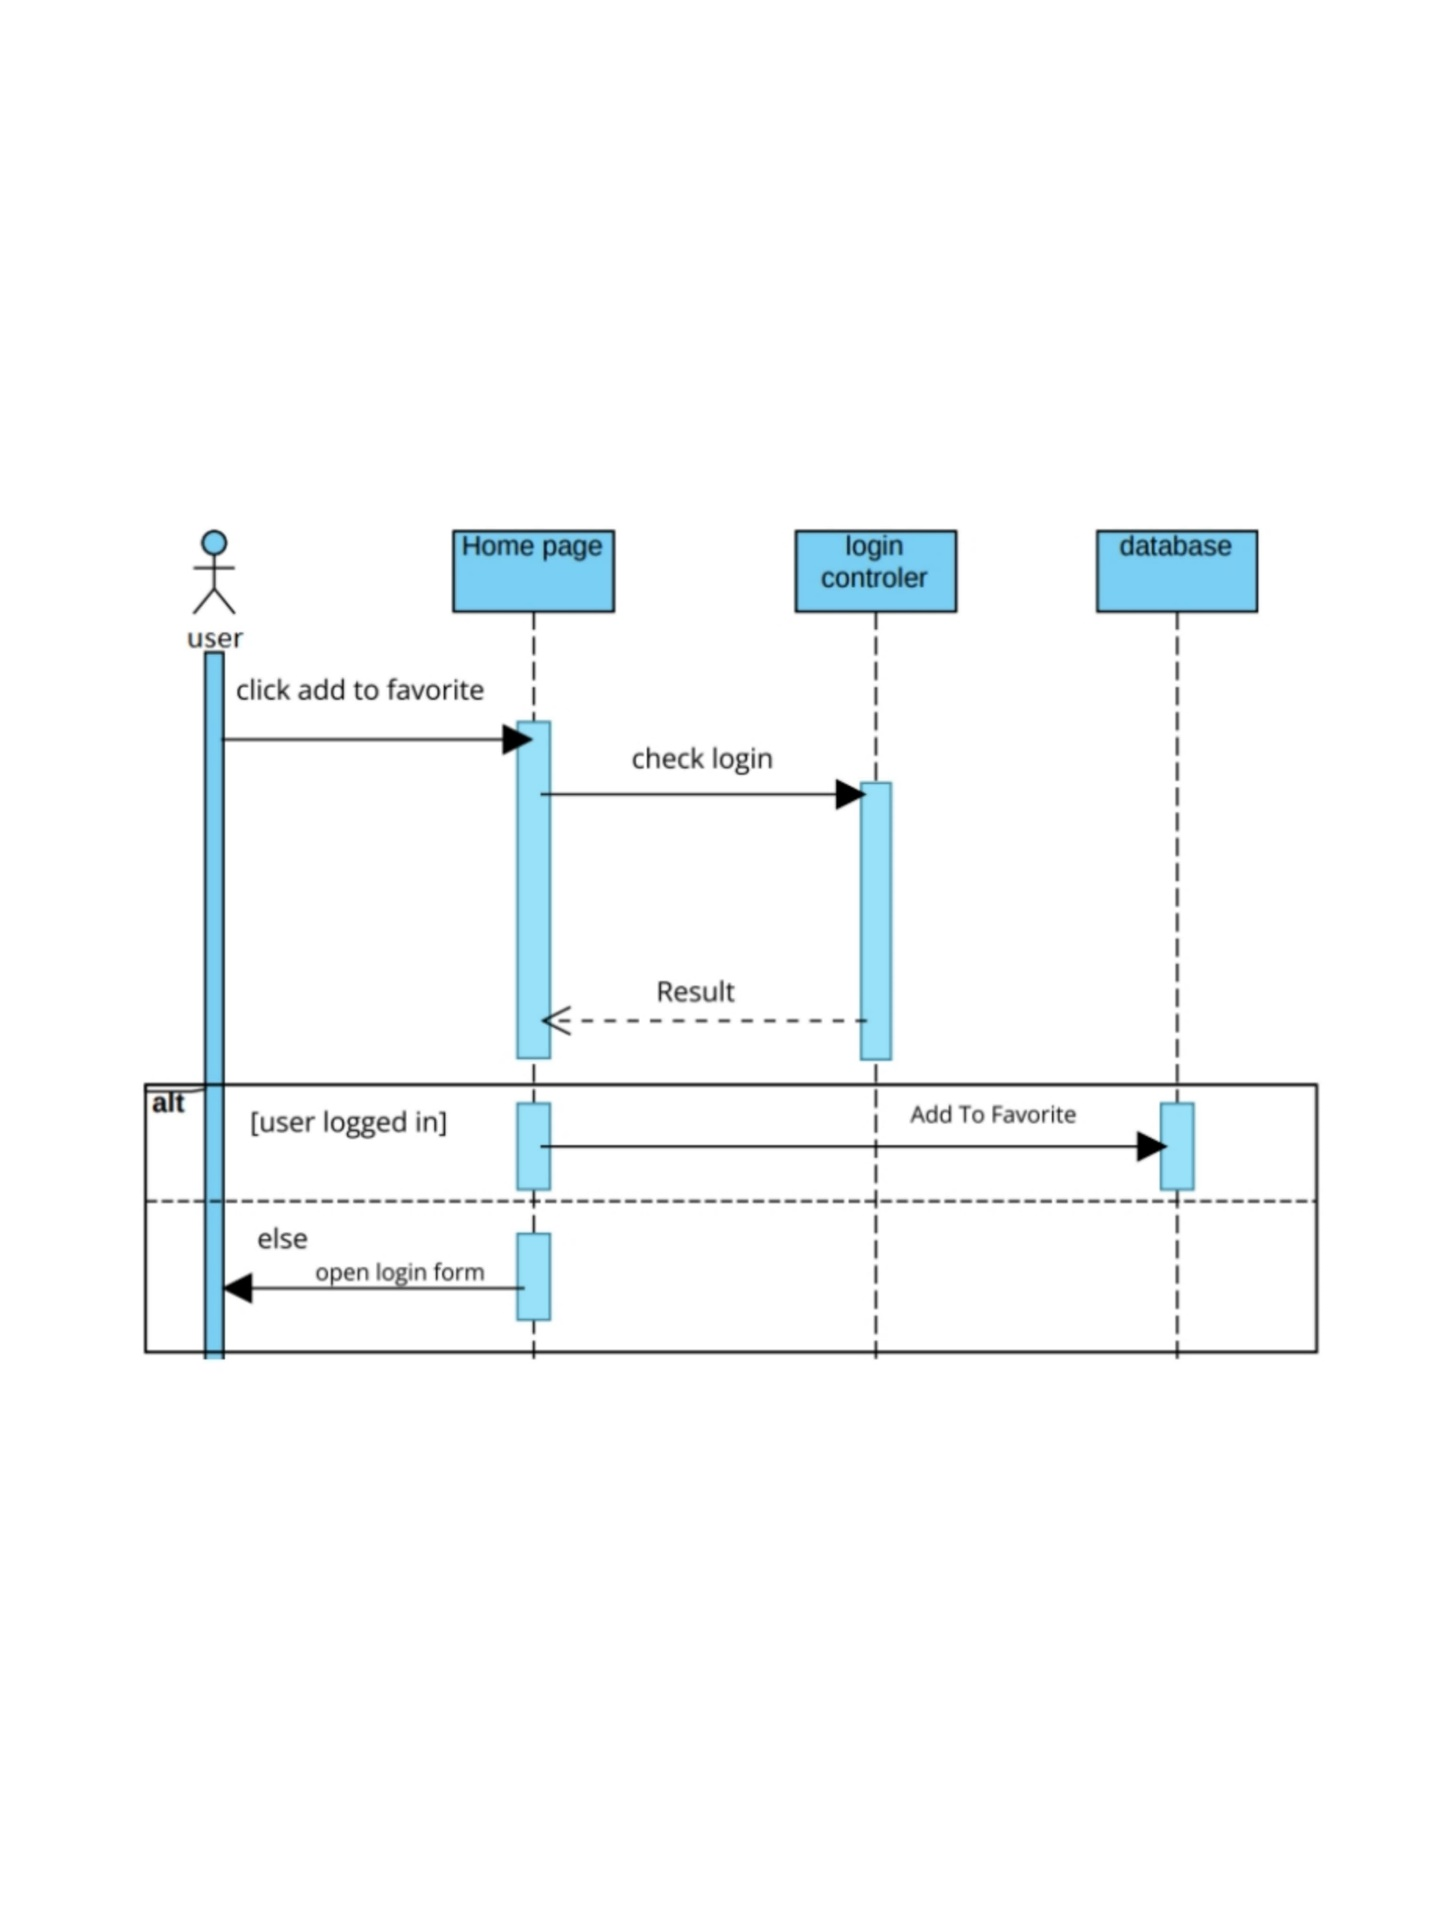 Home page
login
controler
database
user
click add to favorite
check login
Result
alt
[user logged in]
Add To Favorite
else
open login form